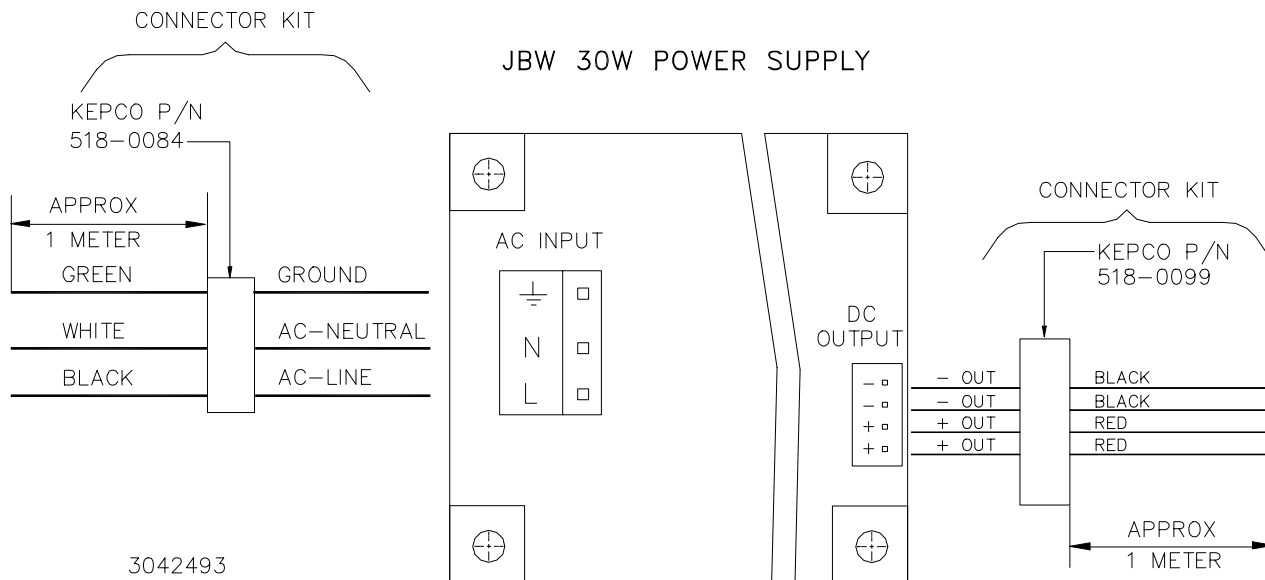 CONNECTOR KIT
JBW 30W POWER SUPPLY
KEPCO P/N
518-0084
APPROX
1 METER
GREEN
GROUND
WHITE
AC-NEUTRAL
BLACK
AC-LINE
AC INPUT
N
L
DC
OUTPUT
-
-
+
+
CONNECTOR KIT
KEPCO P/N
518-0099
- OUT BLACK
- OUT BLACK
+ OUT RED
+ OUT RED
APPROX
1 METER
3042493